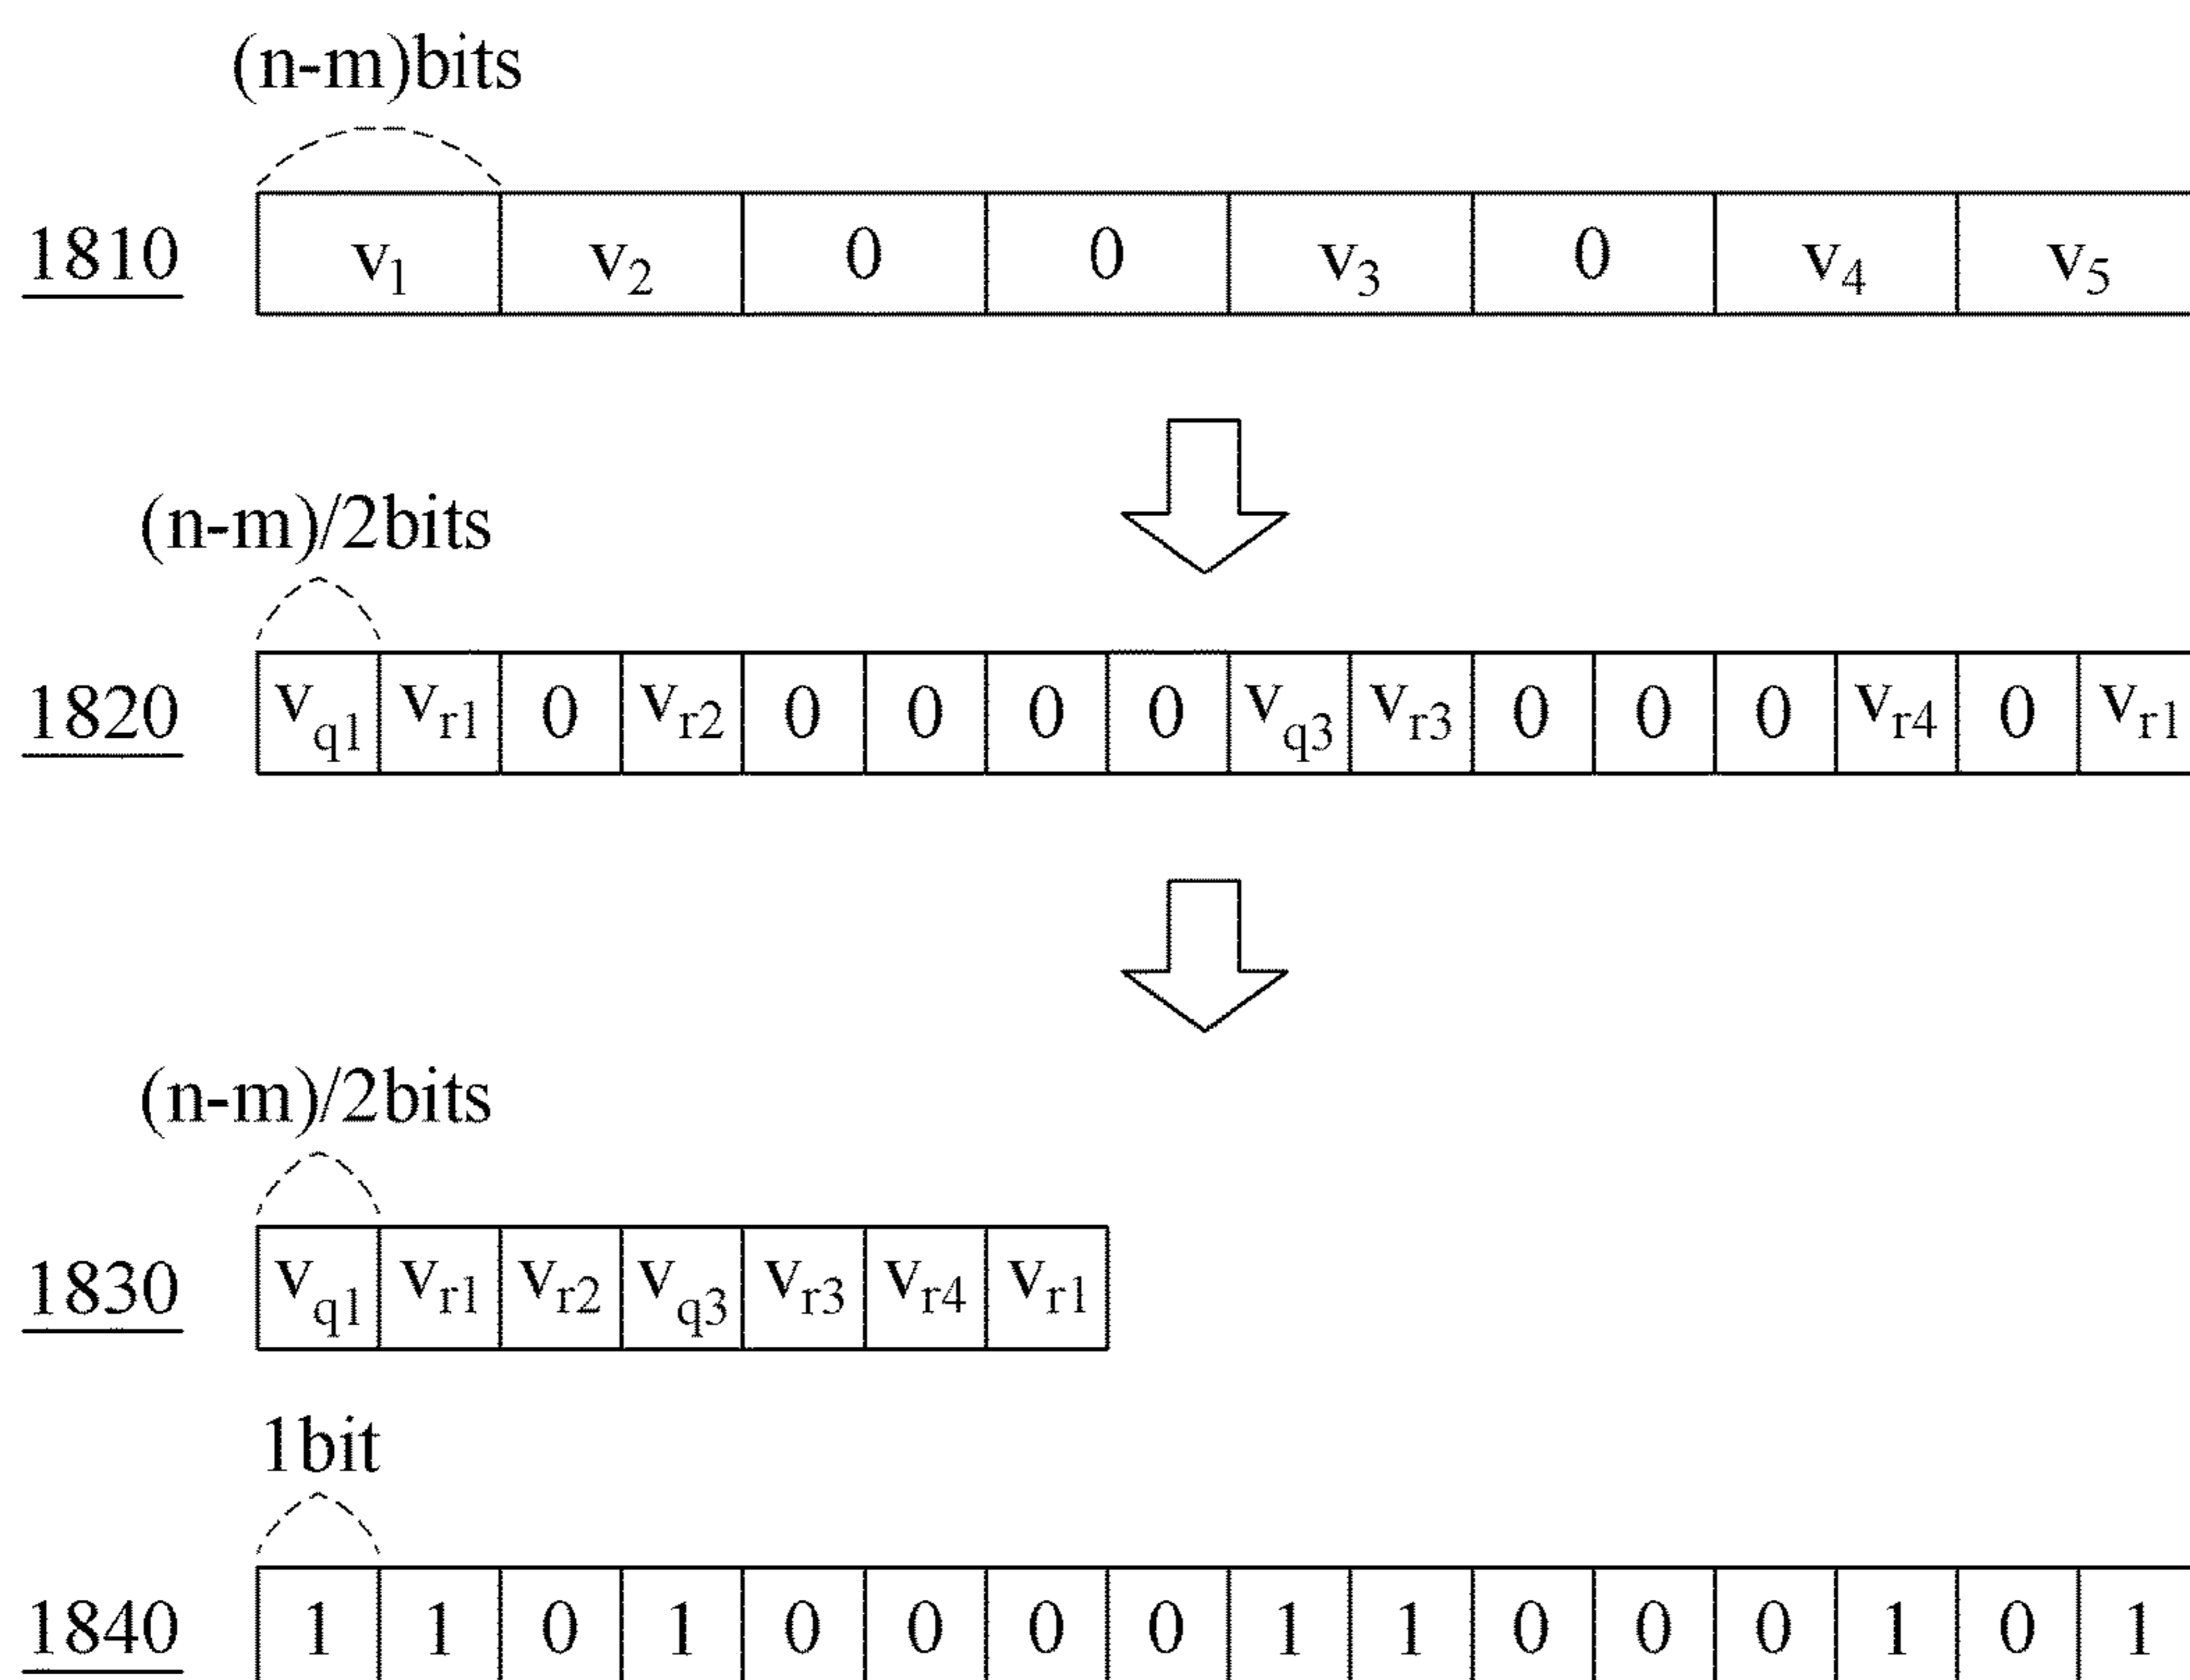 (n-m)bits
1810 v1 v2 0 0 v3 0 v4 v5
(n-m)/2bits
1820 vq1 vr1 0 vr2 0 0 0 0 vq3 vr3 0 0 0 vr4 0 vr1
(n-m)/2bits
1830 vq1 vr1 vr2 vq3 vr3 vr4 vr1
1bit
1840 1 1 0 1 0 0 0 0 1 1 0 0 0 1 0 1